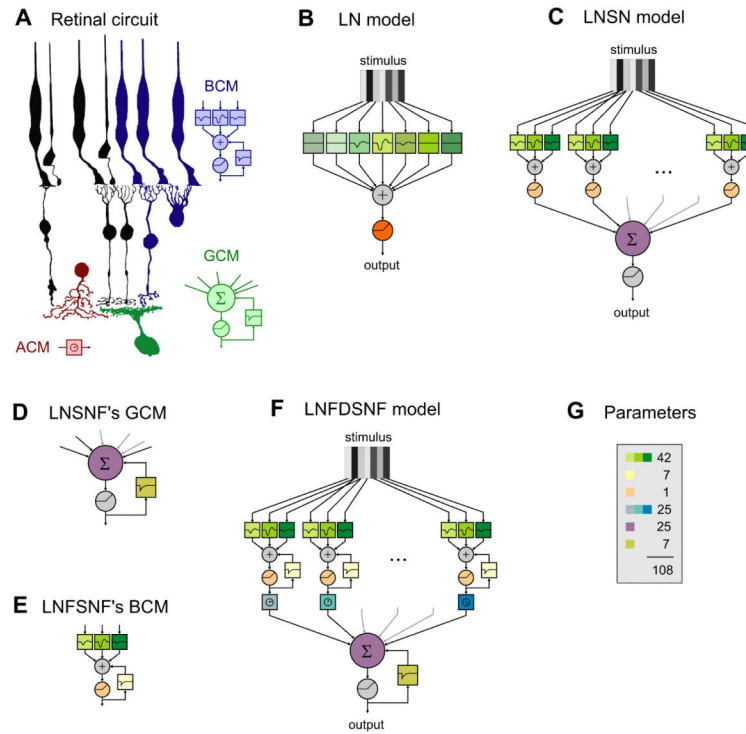 A Retinal circuit
BCM
GCM
Σ
ACM
B LN model
stimulus
+
output
C LNSN model
stimulus
+ + +
...
Σ
output
D LNSNF's GCM
Σ
E LNFSNF's BCM
+
F LNFDSNF model
stimulus
+ + +
...
Σ
output
G Parameters
42
7
1
25
25
7
108